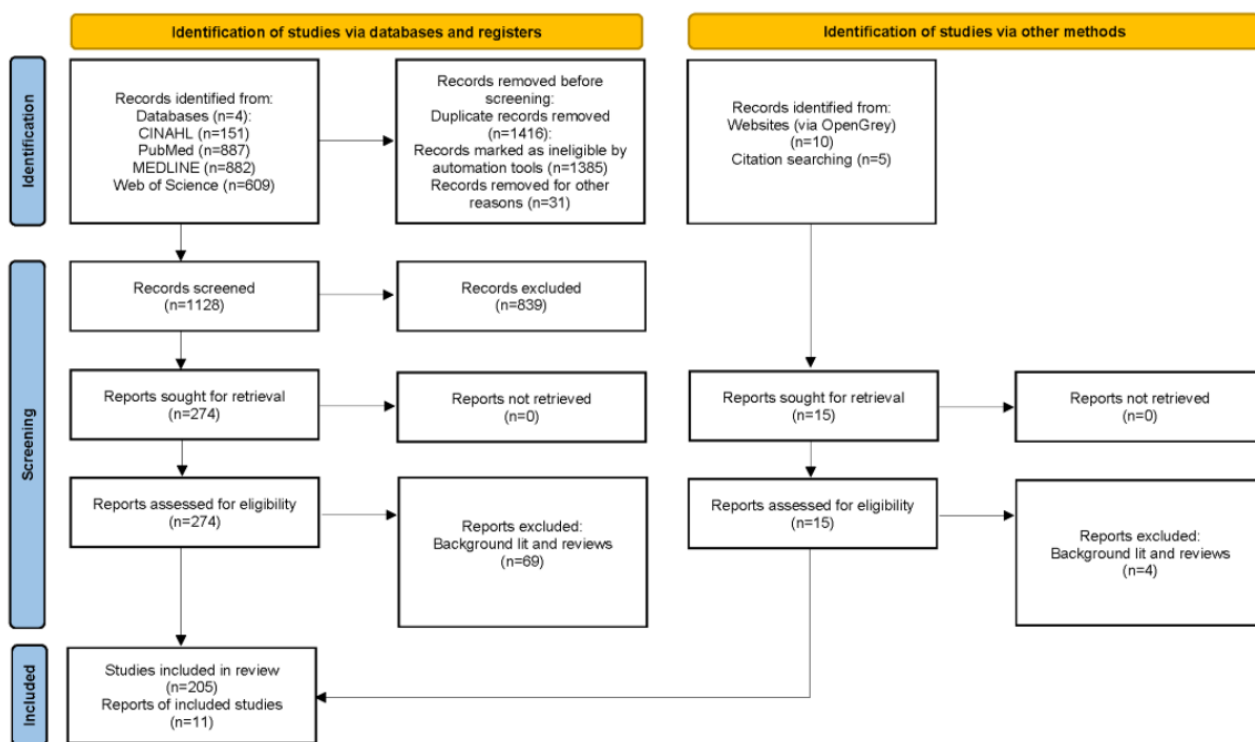 Identification of studies via databases and registers
Identification of studies via other methods
Identification
Records identified from:
Databases (n=4):
CINAHL (n=151)
PubMed (n=887)
MEDLINE (n=882)
Web of Science (n=609)
Records removed before
screening:
Duplicate records removed
(n=1416):
Records marked as ineligible by
automation tools (n=1385)
Records removed for other
reasons (n=31)
Records identified from:
Websites (via OpenGrey)
(n=10)
Citation searching (n=5)
Screening
Records screened
(n=1128)
Records excluded
(n=839)
Reports sought for retrieval
(n=274)
Reports not retrieved
(n=0)
Reports sought for retrieval
(n=15)
Reports not retrieved
(n=0)
Reports assessed for eligibility
(n=274)
Reports excluded:
Background lit and reviews
(n=69)
Reports assessed for eligibility
(n=15)
Reports excluded:
Background lit and reviews
(n=4)
Included
Studies included in review
(n=205)
Reports of included studies
(n=11)